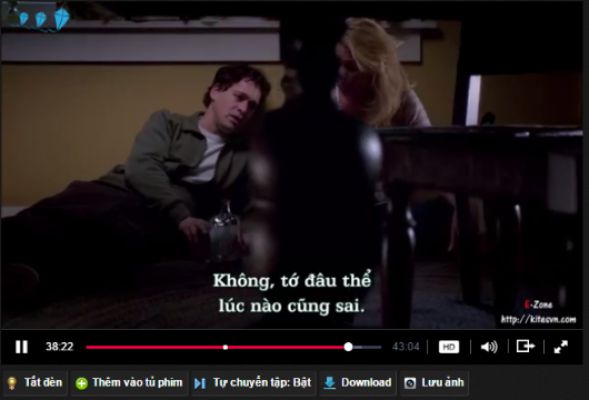 Không, tớ đâu thể
lúc nào cũng sai.
E-Zone
http://kitesvn.com
38:22
43:04
HD
Tắt đèn
Thêm vào tủ phim
Tự chuyển tập: Bật
Download
Lưu ảnh